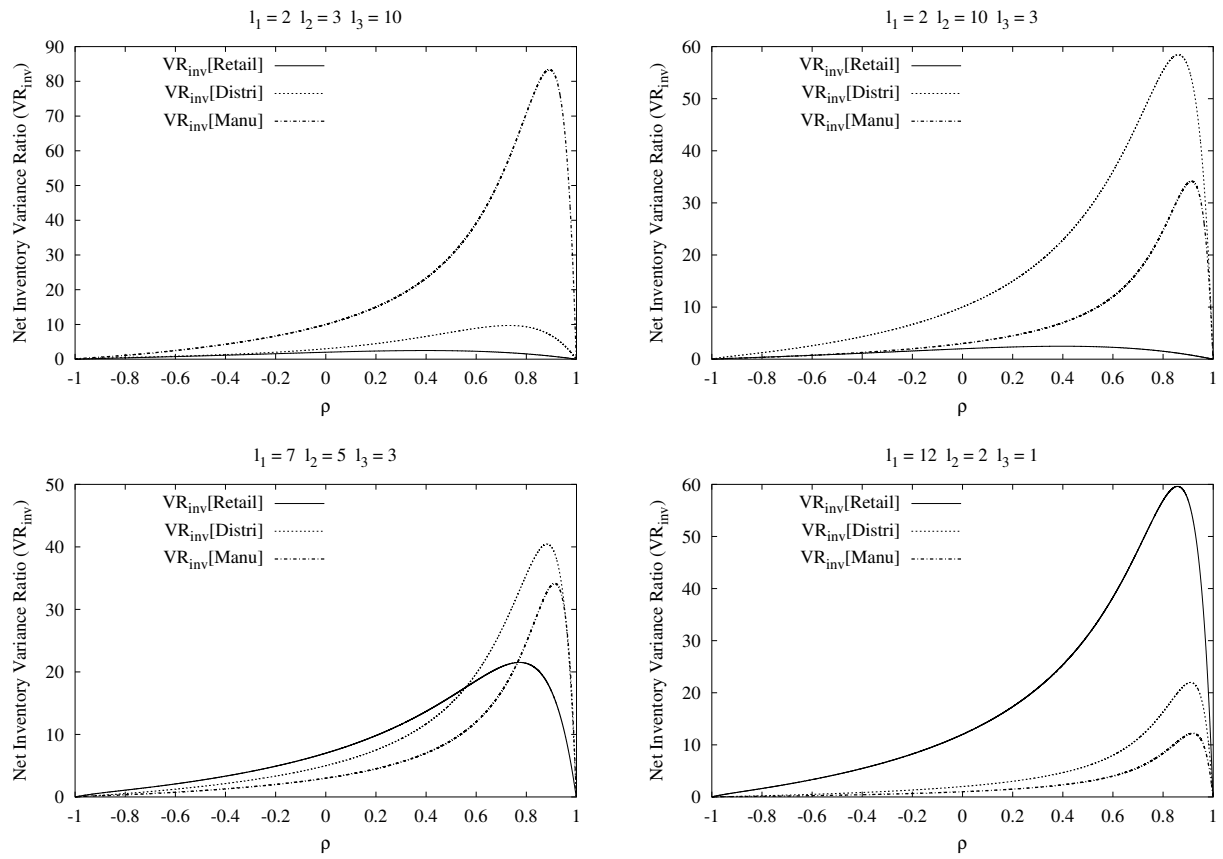 l1 = 2 l2 = 3 l3 = 10
Net Inventory Variance Ratio (VRinv)
90
80
70
60
50
40
30
20
10
0
VRinv[Retail]
VRinv[Distri]
VRinv[Manu]
-1 -0.8 -0.6 -0.4 -0.2 0 0.2 0.4 0.6 0.8 1
ρ
l1 = 2 l2 = 10 l3 = 3
Net Inventory Variance Ratio (VRinv)
60
50
40
30
20
10
0
VRinv[Retail]
VRinv[Distri]
VRinv[Manu]
-1 -0.8 -0.6 -0.4 -0.2 0 0.2 0.4 0.6 0.8 1
ρ
l1 = 7 l2 = 5 l3 = 3
Net Inventory Variance Ratio (VRinv)
50
40
30
20
10
0
VRinv[Retail]
VRinv[Distri]
VRinv[Manu]
-1 -0.8 -0.6 -0.4 -0.2 0 0.2 0.4 0.6 0.8 1
ρ
l1 = 12 l2 = 2 l3 = 1
Net Inventory Variance Ratio (VRinv)
60
50
40
30
20
10
0
VRinv[Retail]
VRinv[Distri]
VRinv[Manu]
-1 -0.8 -0.6 -0.4 -0.2 0 0.2 0.4 0.6 0.8 1
ρ